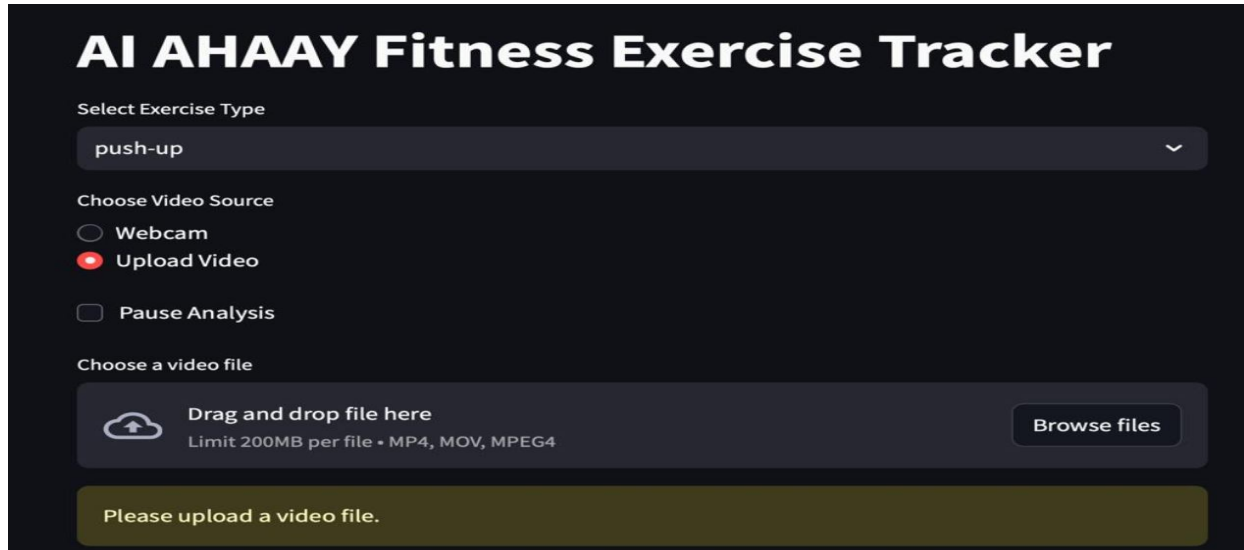 AI AHAAY Fitness Exercise Tracker
Select Exercise Type
push-up
Choose Video Source
Webcam
Upload Video
Pause Analysis
Choose a video file
Drag and drop file here
Limit 200MB per file • MP4, MOV, MPEG4
Browse files
Please upload a video file.